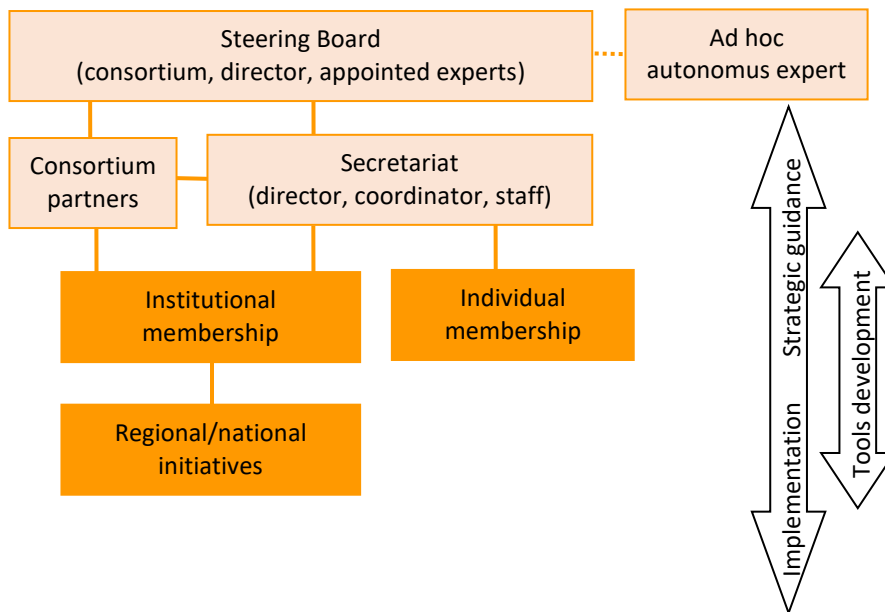 Steering Board
(consortium, director, appointed experts)
Ad hoc
autonomus expert
Consortium
partners
Secretariat
(director, coordinator, staff)
Institutional
membership
Individual
membership
Regional/national
initiatives
Implementation
Strategic guidance
Tools development